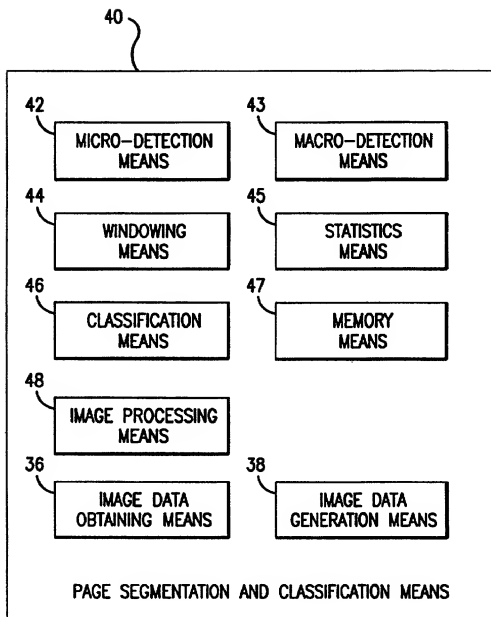 40
42
43
MICRO-DETECTION
MEANS
MACRO-DETECTION
MEANS
44
45
WINDOWING
MEANS
STATISTICS
MEANS
46
47
CLASSIFICATION
MEANS
MEMORY
MEANS
48
IMAGE PROCESSING
MEANS
36
38
IMAGE DATA
OBTAINING MEANS
IMAGE DATA
GENERATION MEANS
PAGE SEGMENTATION AND CLASSIFICATION MEANS